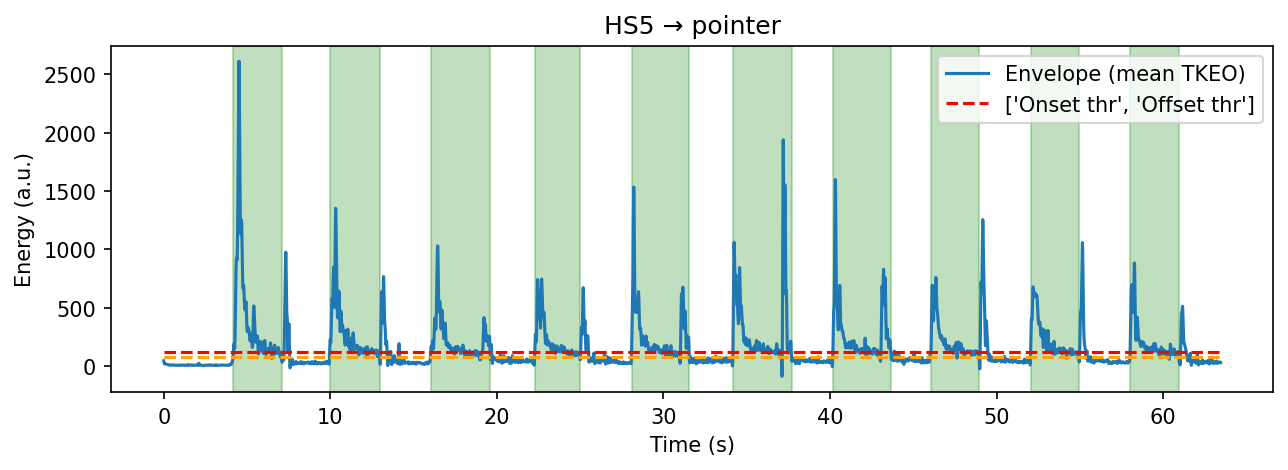 HS5 → pointer
Energy (a.u.)
2500
2000
1500
1000
500
0
Envelope (mean TKEO)
['Onset thr', 'Offset thr']
0 10 20 30 40 50 60
Time (s)